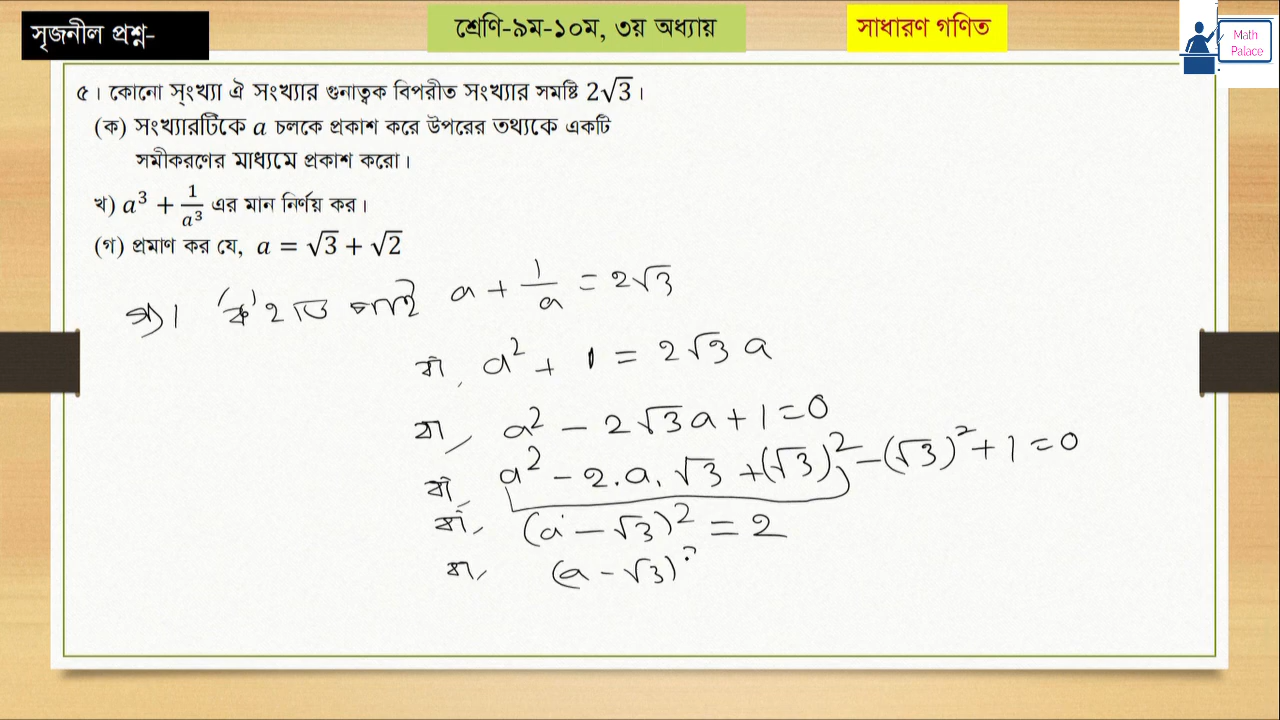 সৃজনীল প্রশ্ন-
শ্রেণি-৯ম-১০ম, ৩য় অধ্যায়
সাধারণ গণিত
Math
Palace
৫। কোনো স্ংখ্যা ঐ সংখ্যার গুনাত্বক বিপরীত সংখ্যার সমষ্টি 2√3।
(ক) সংখ্যারটিকে a চলকে প্রকাশ করে উপরের তথ্যকে একটি
সমীকরণের মাধ্যমে প্রকাশ করো।
খ) a³ + 1/a³ এর মান নির্ণয় কর।
(গ) প্রমাণ কর যে, a = √3 + √2
গ) । 'ক' হতে পাই a + 1/a = 2√3
বা, a² + 1 = 2√3 a
বা, a² - 2√3a + 1 = 0
বা, a² - 2.a.√3 + (√3)² - (√3)² + 1 = 0
বা, (a - √3)² = 2
বা, (a - √3)²